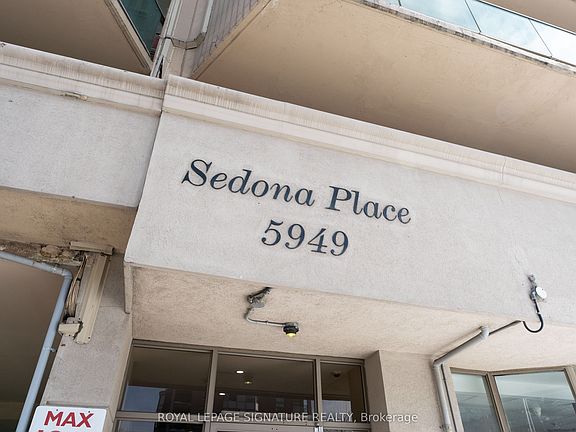 Sedona Place
5949
MAX
ROYAL LEPAGE SIGNATURE REALTY, Brokerage